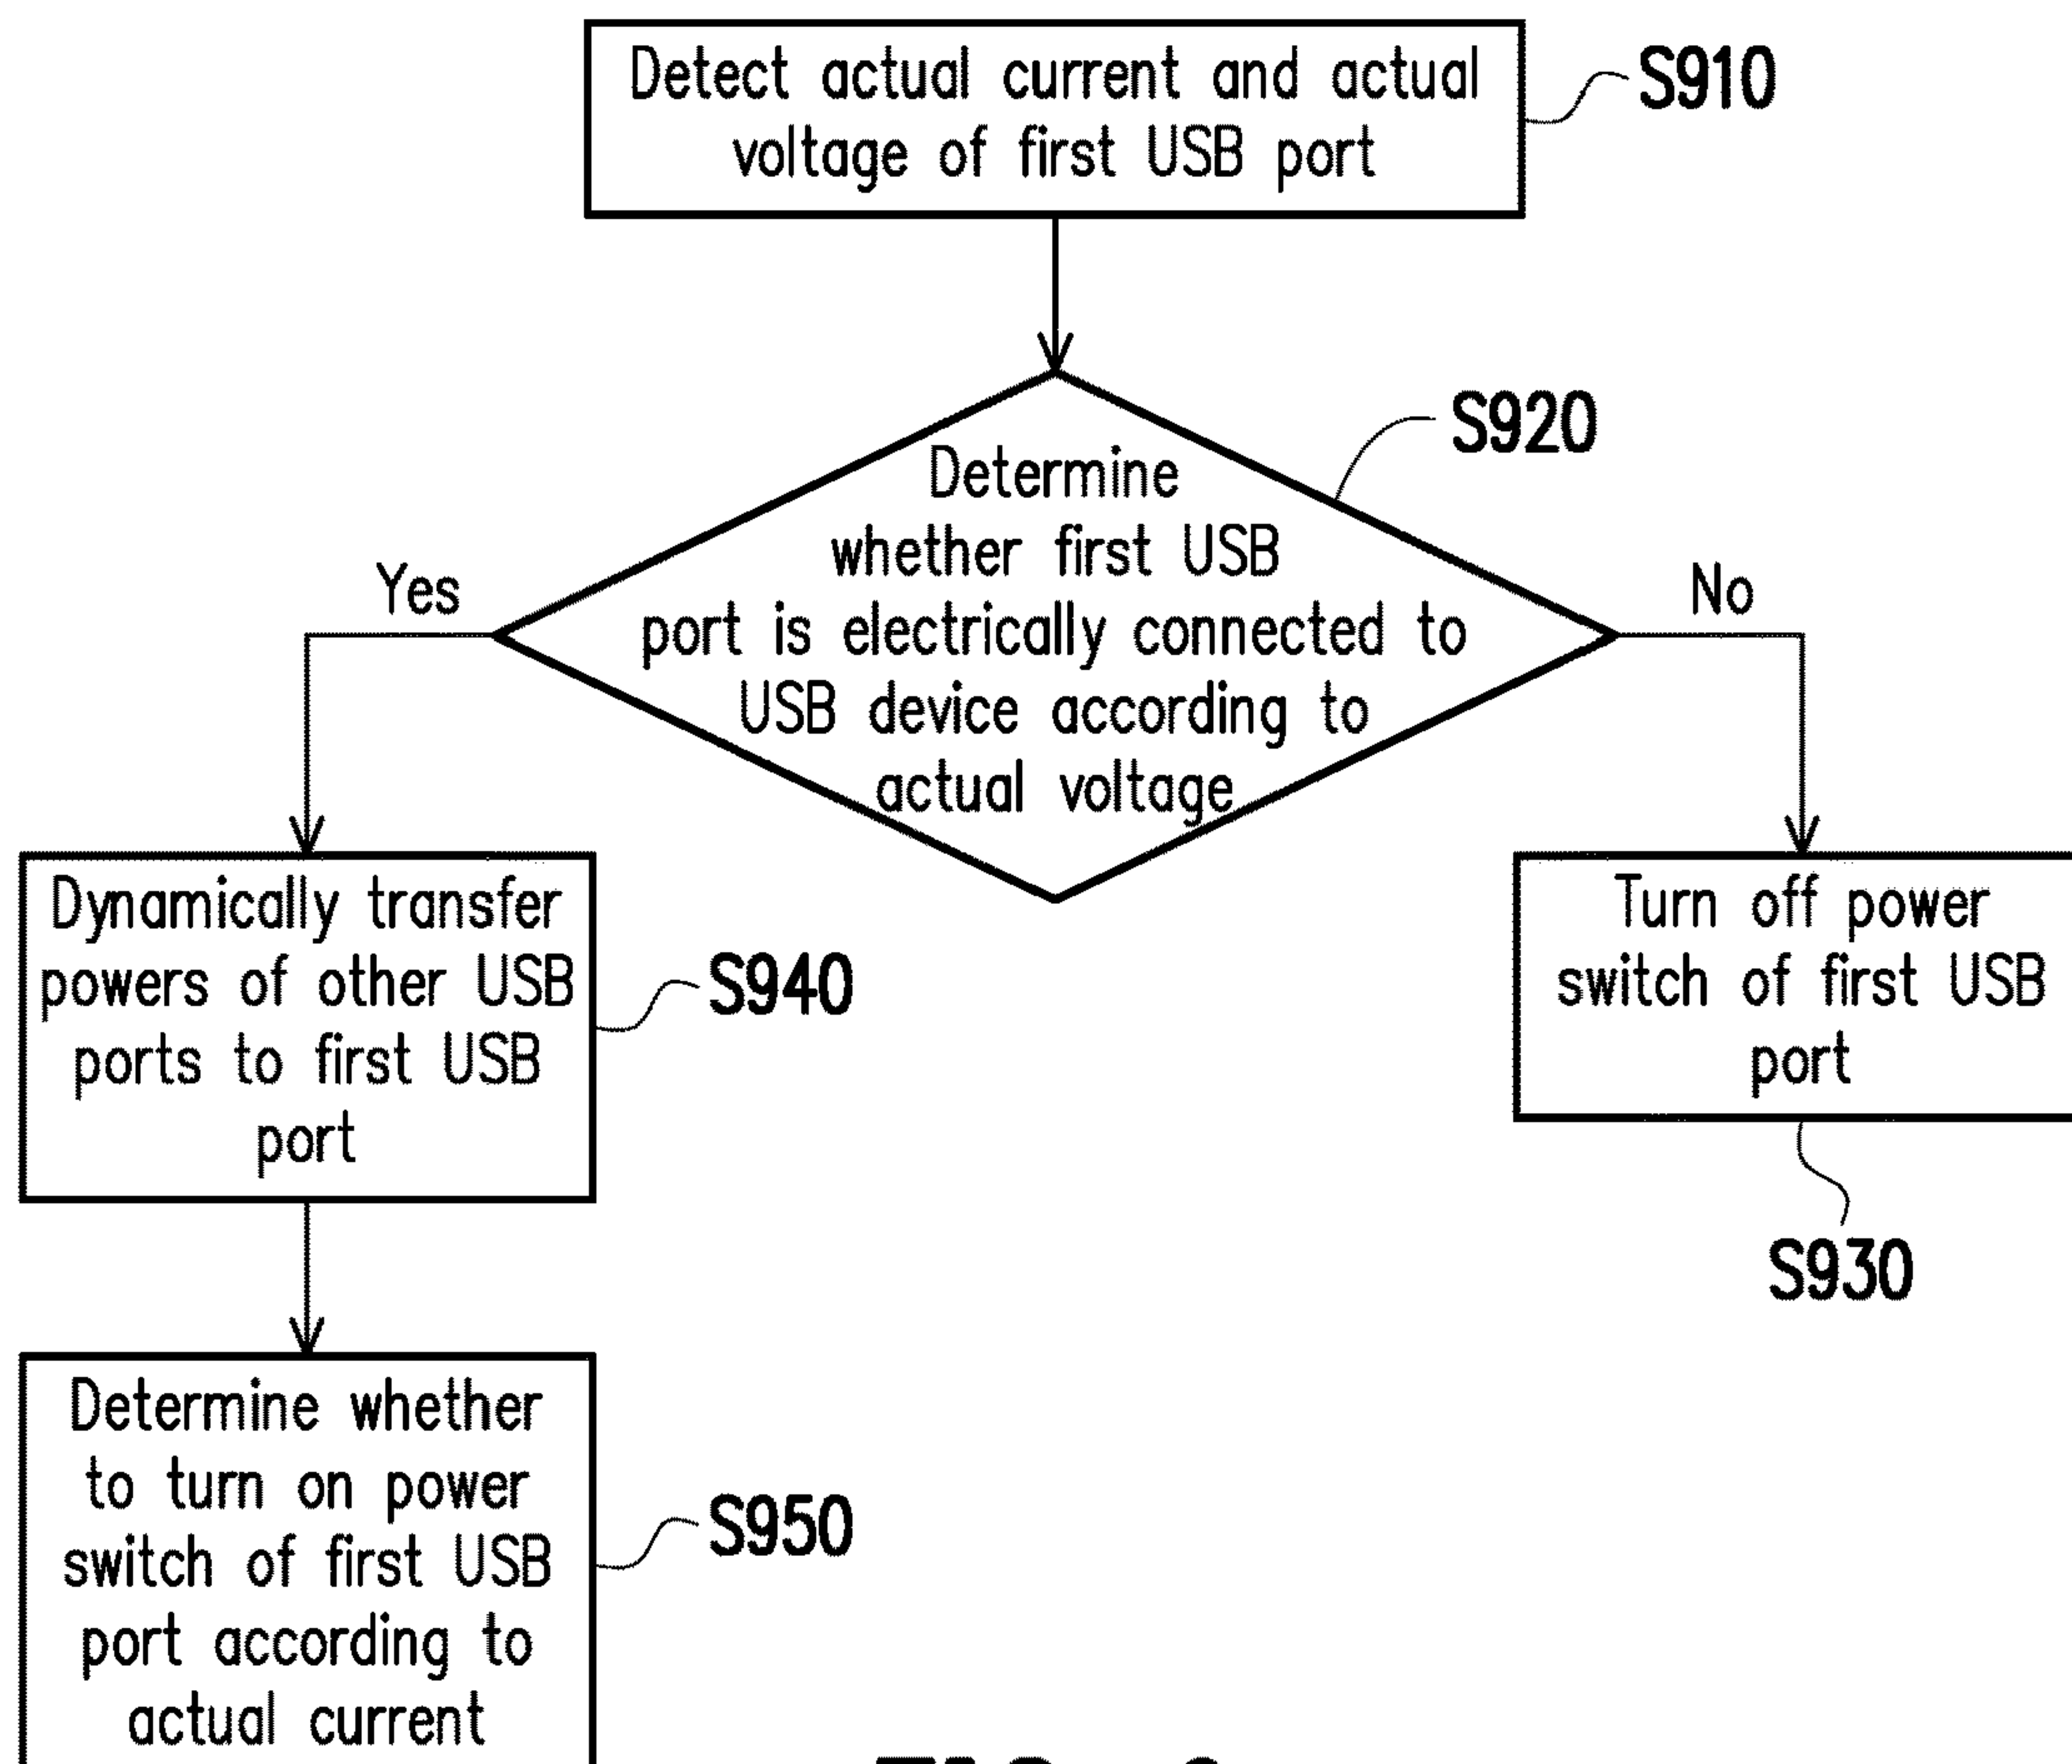 Detect actual current and actual
voltage of first USB port
S910
S920
Determine
whether first USB
port is electrically connected to
USB device according to
actual voltage
Yes
No
Dynamically transfer
powers of other USB
ports to first USB
port
S940
Turn off power
switch of first USB
port
S930
Determine whether
to turn on power
switch of first USB
port according to
actual current
S950